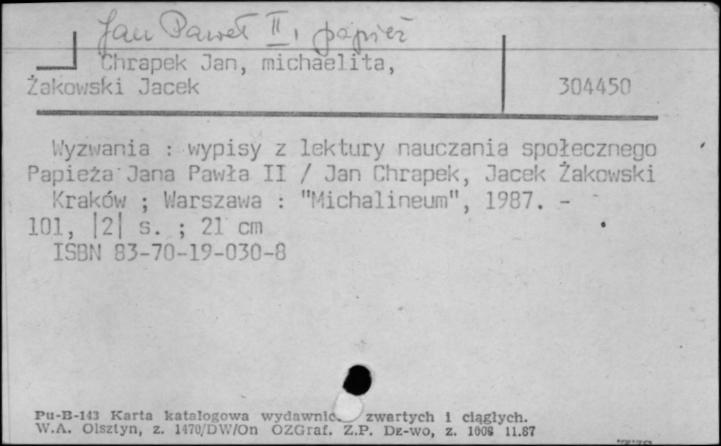 Jan Paweł II, papież
Chrapek Jan, michaelita,
Żakowski Jacek 304450
Wyzwania : wypisy z lektury nauczania społecznego
Papieża Jana Pawła II / Jan Chrapek, Jacek Żakowski
Kraków ; Warszawa : "Michalineum", 1987. -
101, |2| s. ; 21 cm
ISBN 83-70-19-030-8
Pu-B-143 Karta katalogowa wydawnic. zwartych i ciągłych.
W.A. Olsztyn, z. 1470/DW/On OZGraf. Z.P. Dz-wo, z. 1008 11.87